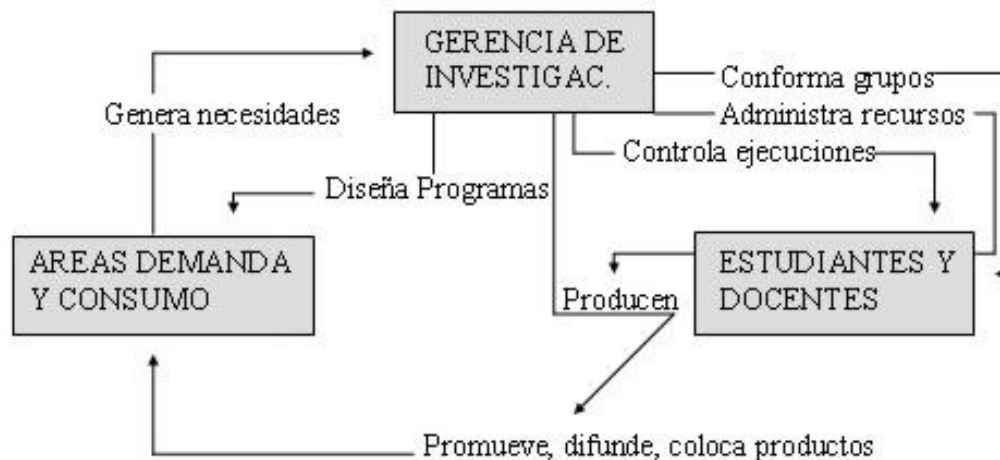 GERENCIA DE
INVESTIGAC.
Conforma grupos
Genera necesidades
Administra recursos
Controla ejecuciones
Diseña Programas
AREAS DEMANDA
Y CONSUMO
ESTUDIANTES Y
DOCENTES
Producen
Promueve, difunde, coloca productos